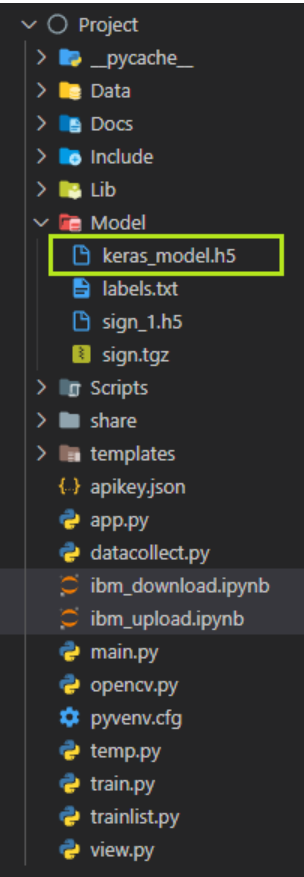 Project
__pycache__
Data
Docs
Include
Lib
Model
keras_model.h5
labels.txt
sign_1.h5
sign.tgz
Scripts
share
templates
apikey.json
app.py
datacollect.py
ibm_download.ipynb
ibm_upload.ipynb
main.py
opencv.py
pyvenv.cfg
temp.py
train.py
trainlist.py
view.py